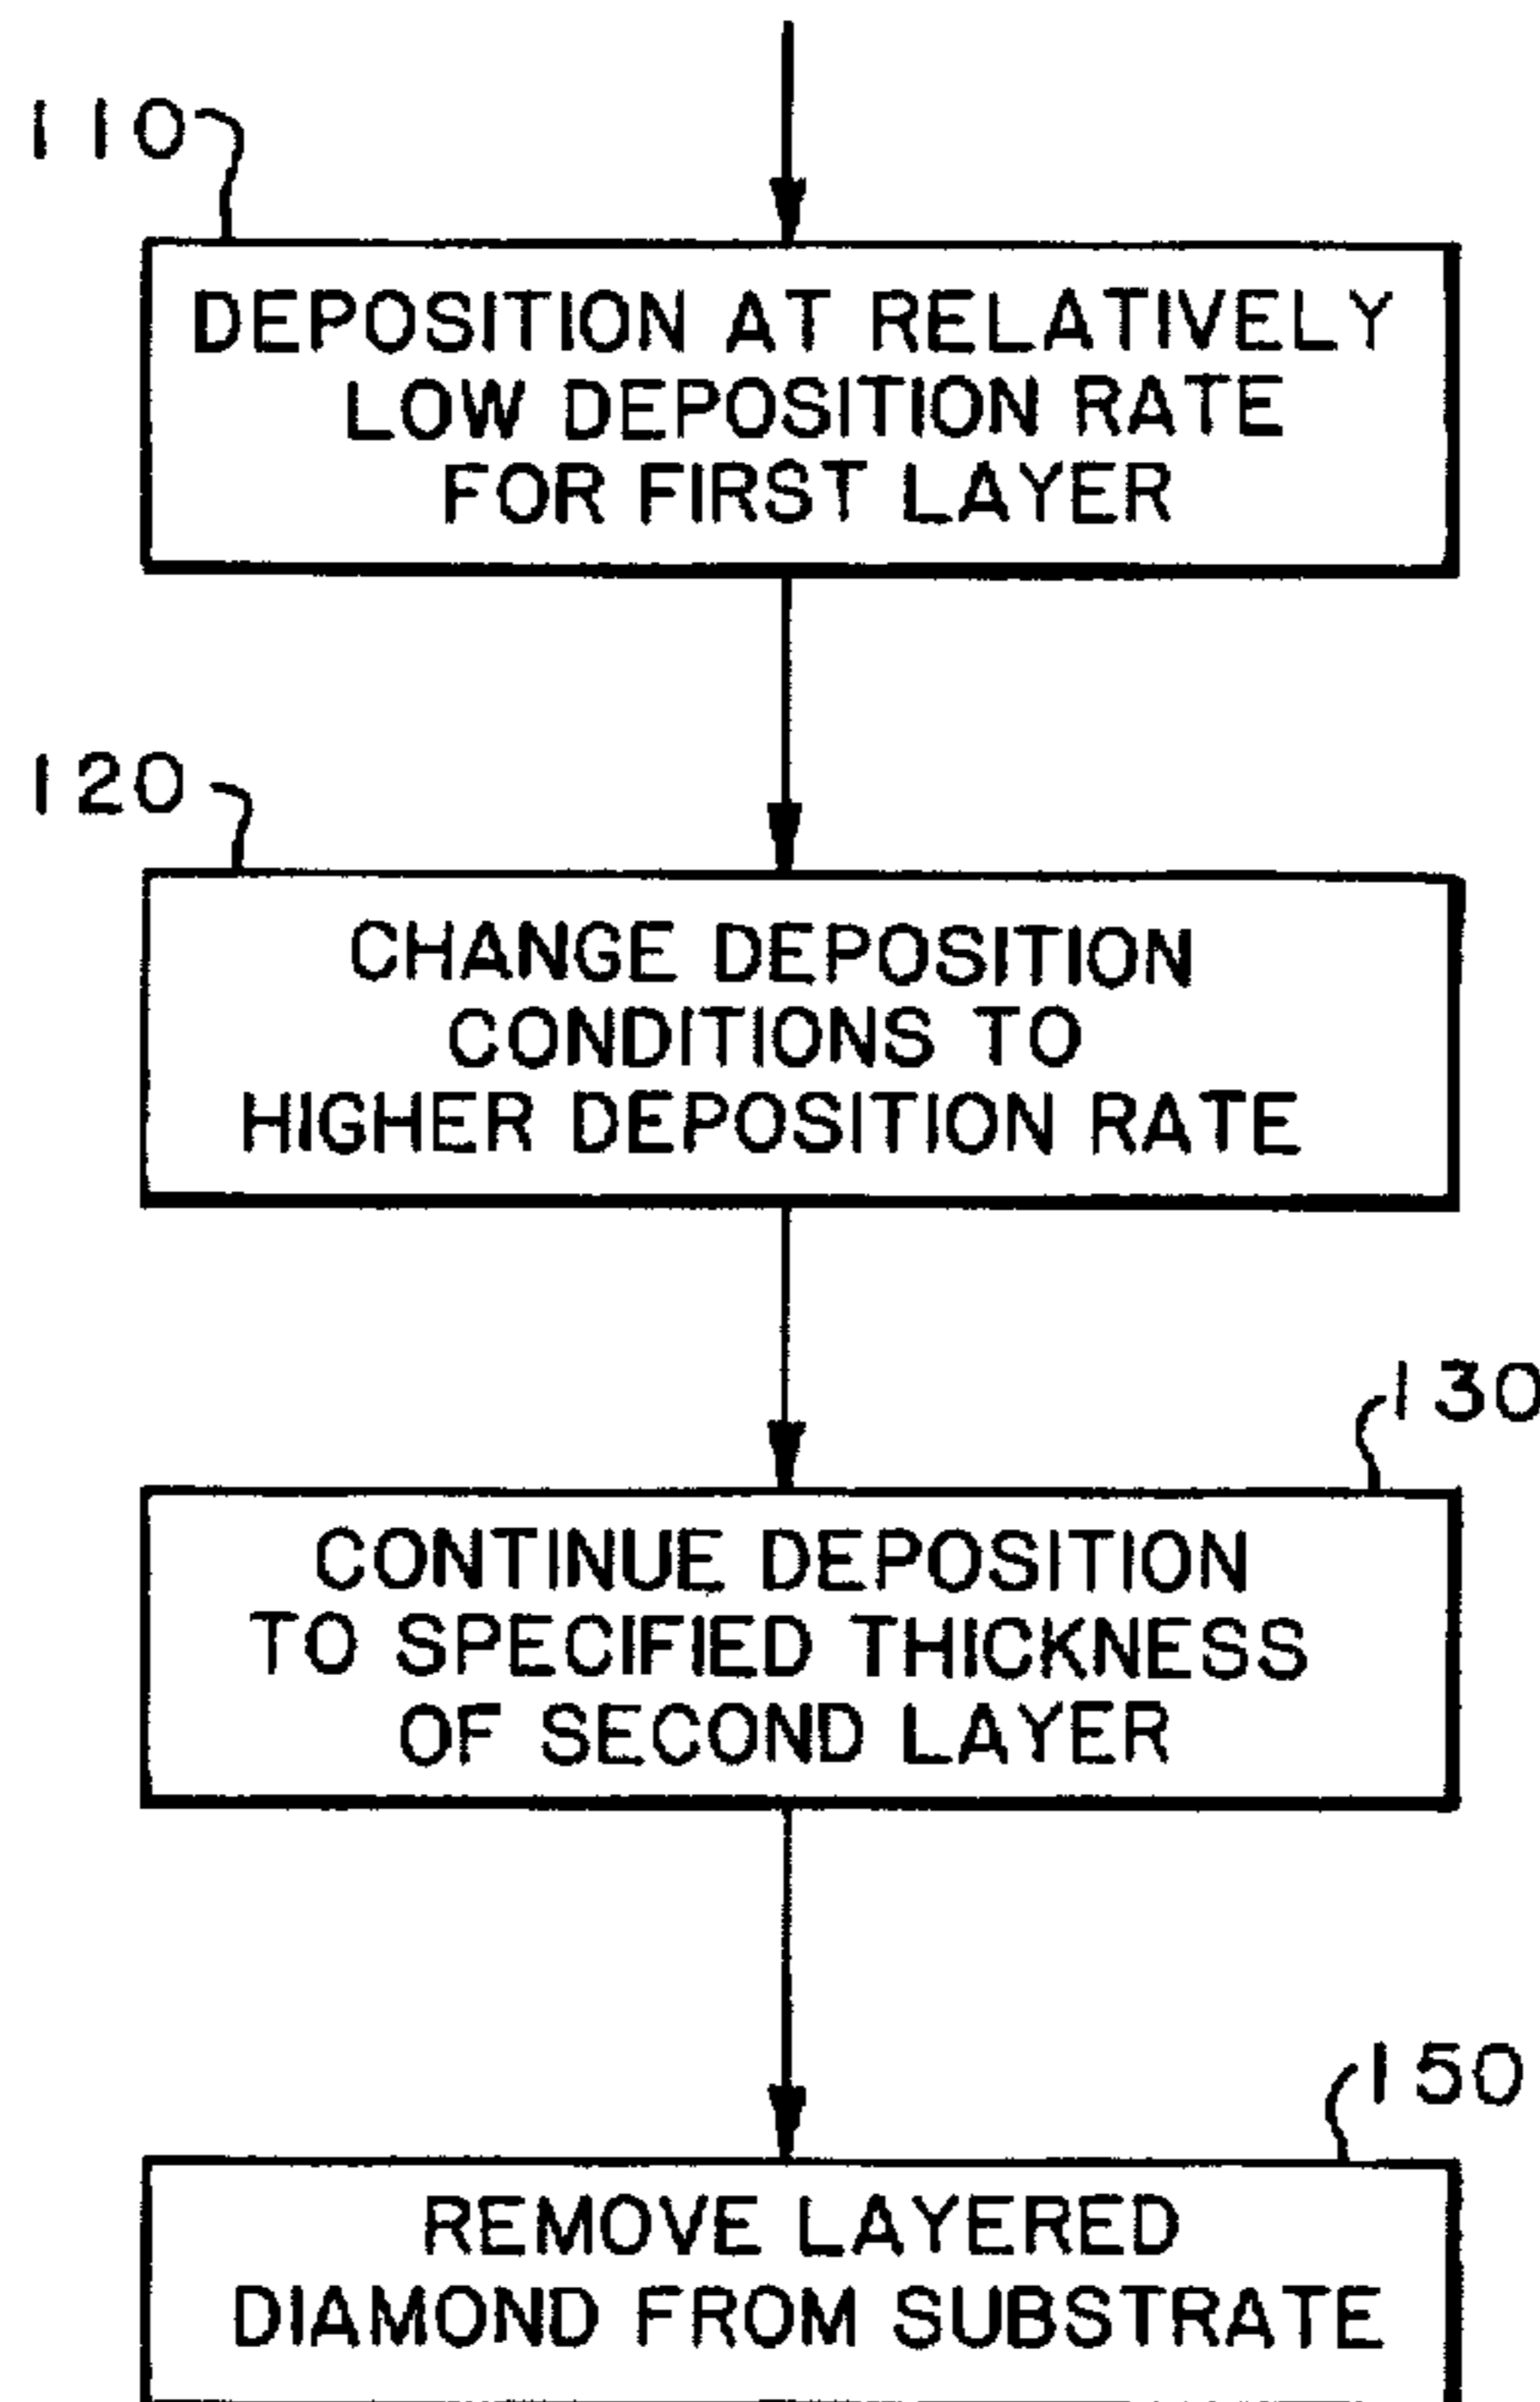 110
DEPOSITION AT RELATIVELY
LOW DEPOSITION RATE
FOR FIRST LAYER
120
CHANGE DEPOSITION
CONDITIONS TO
HIGHER DEPOSITION RATE
130
CONTINUE DEPOSITION
TO SPECIFIED THICKNESS
OF SECOND LAYER
150
REMOVE LAYERED
DIAMOND FROM SUBSTRATE